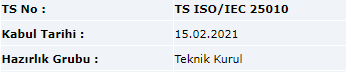 TS No : TS ISO/IEC 25010
Kabul Tarihi : 15.02.2021
Hazırlık Grubu : Teknik Kurul